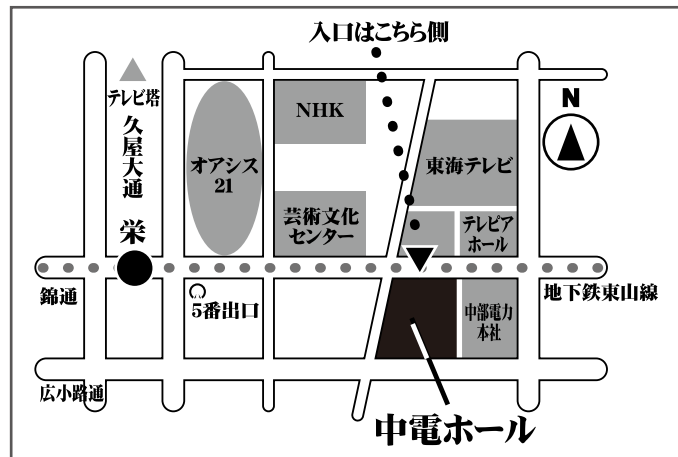 入口はこちら側
テレビ塔
久屋大通
NHK
N
オアシス
21
東海テレビ
芸術文化
センター
テレピア
ホール
栄
錦通
5番出口
地下鉄東山線
中部電力
本社
広小路通
中電ホール